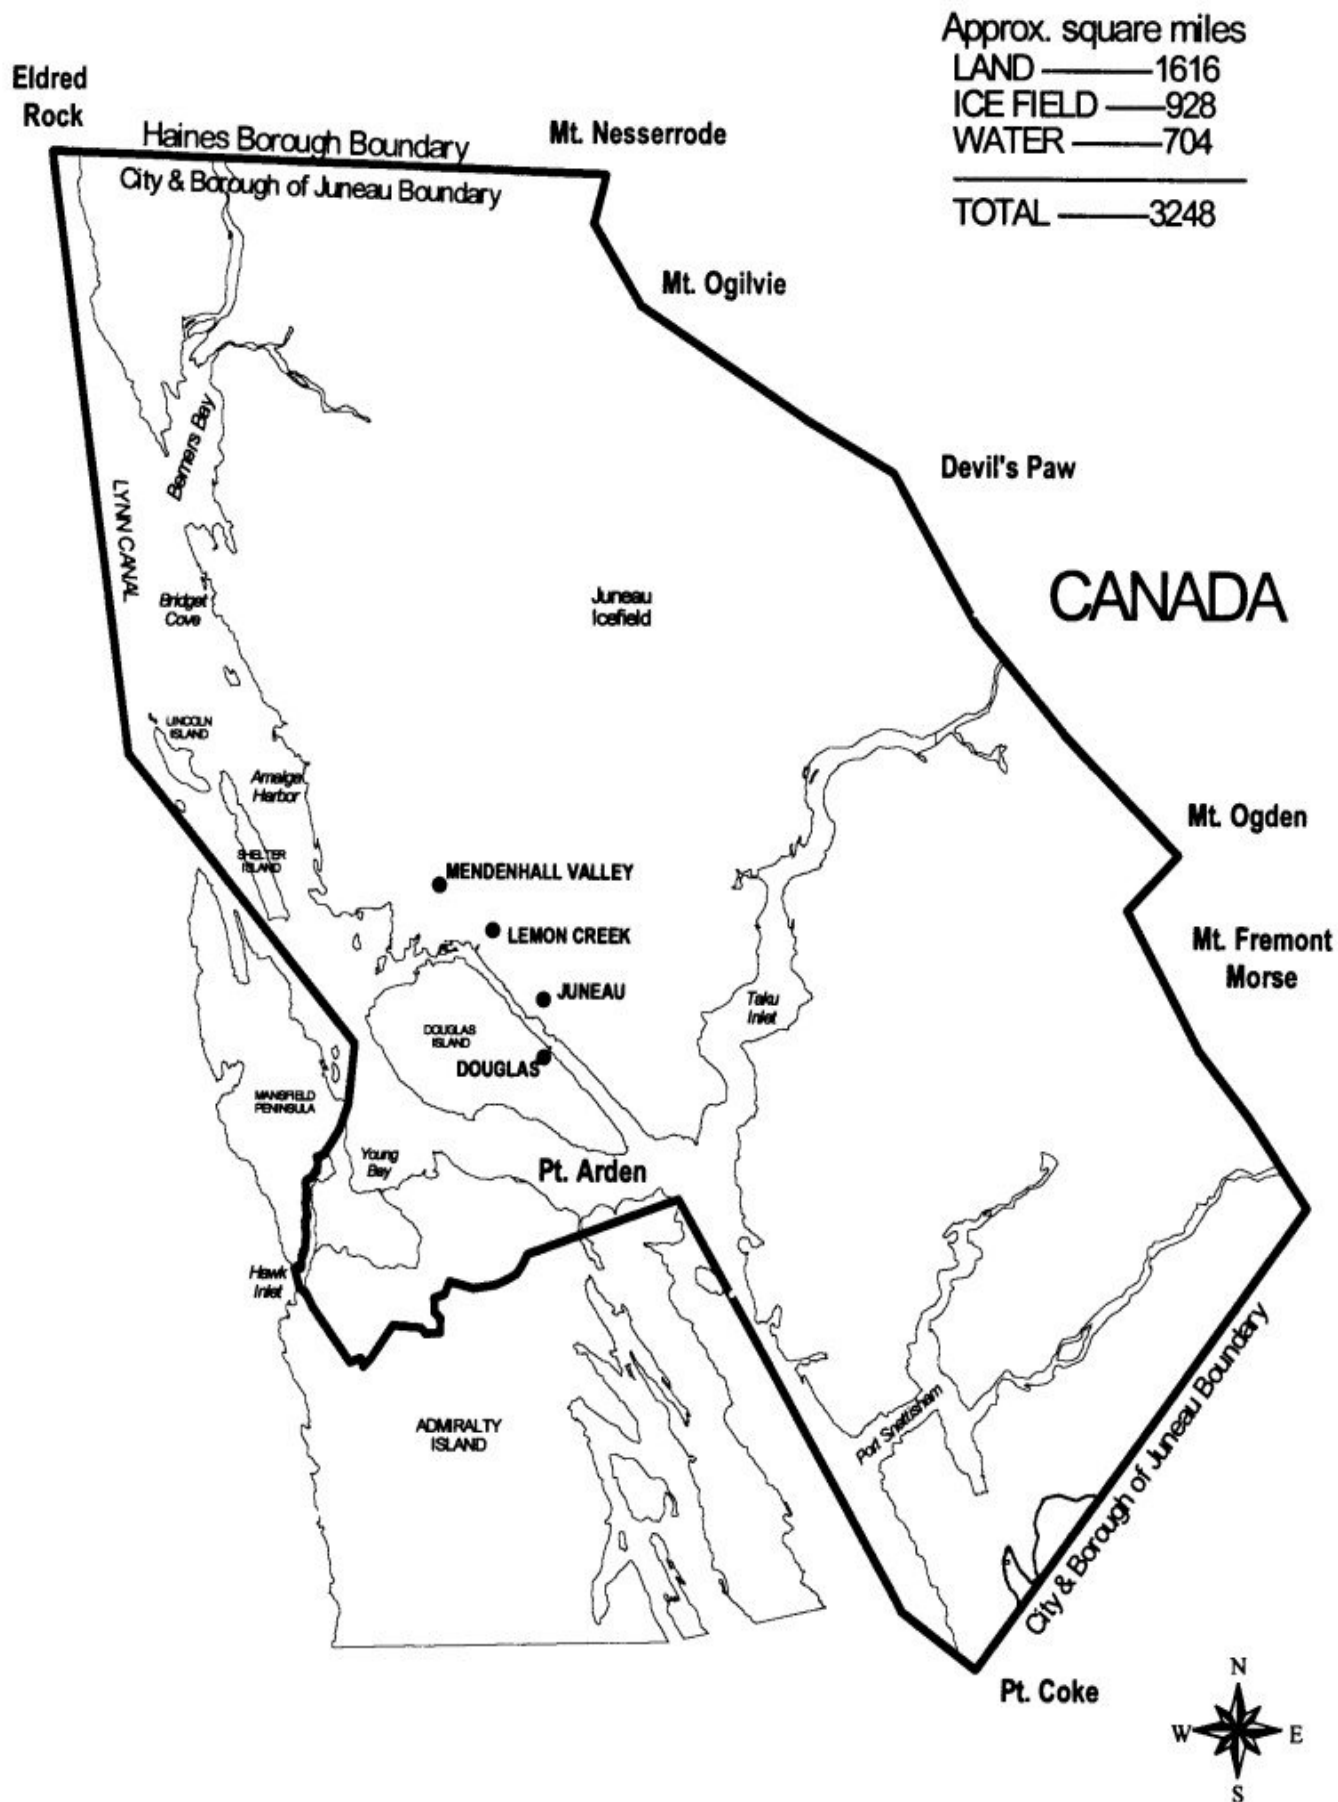 Approx. square miles
LAND 1616
ICE FIELD 928
WATER 704
TOTAL 3248
Eldred
Rock
Haines Borough Boundary
City & Borough of Juneau Boundary
Mt. Nesserrode
Mt. Ogilvie
Devil's Paw
CANADA
Berners Bay
LYNN CANAL
Bridget
Cove
Juneau
Icefield
LINCOLN
ISLAND
Amalga
Harbor
SHELTER
ISLAND
MENDENHALL VALLEY
LEMON CREEK
JUNEAU
DOUGLAS
ISLAND
DOUGLAS
Taku
Inlet
Mt. Ogden
Mt. Fremont
Morse
MANSFIELD
PENINSULA
Young
Bay
Pt. Arden
Hawk
Inlet
ADMIRALTY
ISLAND
Port Snettisham
City & Borough of Juneau Boundary
Pt. Coke
N
W
E
S